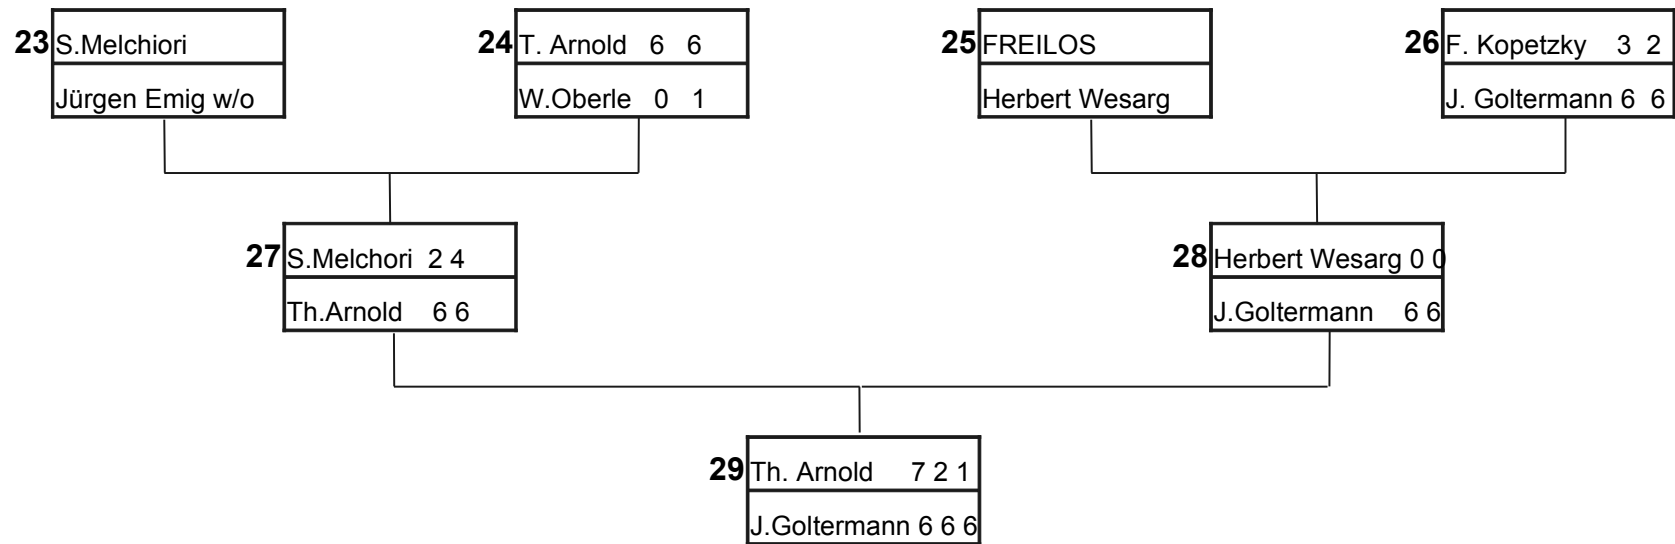 23 S.Melchiori
Jürgen Emig w/o
24 T. Arnold 6 6
W.Oberle 0 1
25 FREILOS
Herbert Wesarg
26 F. Kopetzky 3 2
J. Goltermann 6 6
27 S.Melchori 2 4
Th.Arnold 6 6
28 Herbert Wesarg 0 0
J.Goltermann 6 6
29 Th. Arnold 7 2 1
J.Goltermann 6 6 6